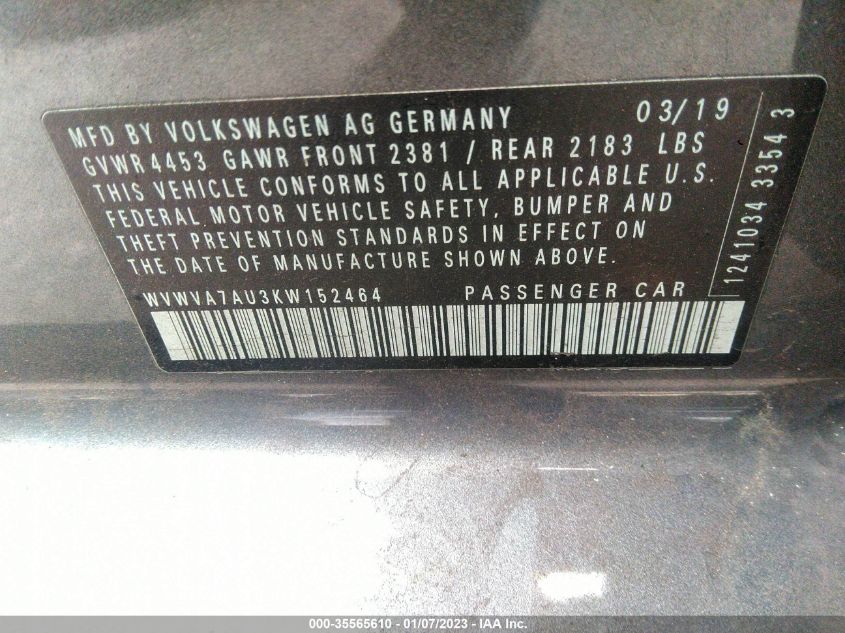 MFD BY VOLKSWAGEN AG GERMANY 03/19
GVWR 4453 GAWR FRONT 2381 / REAR 2183 LBS
THIS VEHICLE CONFORMS TO ALL APPLICABLE U.S.
FEDERAL MOTOR VEHICLE SAFETY, BUMPER AND
THEFT PREVENTION STANDARDS IN EFFECT ON
THE DATE OF MANUFACTURE SHOWN ABOVE.
WVWVA7AU3KW152464 PASSENGER CAR
1241034 3354 3
000-35565610 - 01/07/2023 - IAA Inc.